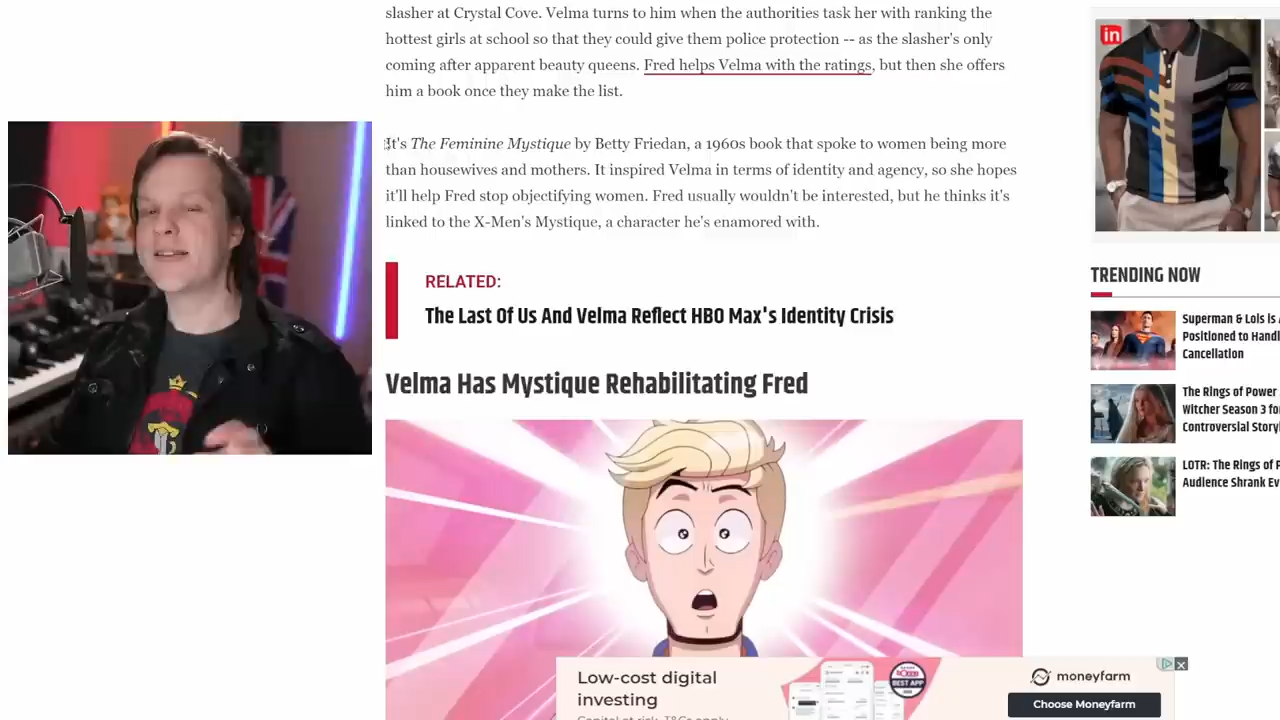 slasher at Crystal Cove. Velma turns to him when the authorities task her with ranking the
hottest girls at school so that they could give them police protection -- as the slasher's only
coming after apparent beauty queens. Fred helps Velma with the ratings, but then she offers
him a book once they make the list.
It's The Feminine Mystique by Betty Friedan, a 1960s book that spoke to women being more
than housewives and mothers. It inspired Velma in terms of identity and agency, so she hopes
it'll help Fred stop objectifying women. Fred usually wouldn't be interested, but he thinks it's
linked to the X-Men's Mystique, a character he's enamored with.
RELATED:
The Last Of Us And Velma Reflect HBO Max's Identity Crisis
Velma Has Mystique Rehabilitating Fred
in
TRENDING NOW
Superman & Lois is
Positioned to Handl
Cancellation
The Rings of Power
Witcher Season 3 fo
Controversial Story
LOTR: The Rings of
Audience Shrank
Low-cost digital
investing
Capital at risk. T&Cs apply
BEST APP
moneyfarm
Choose Moneyfarm